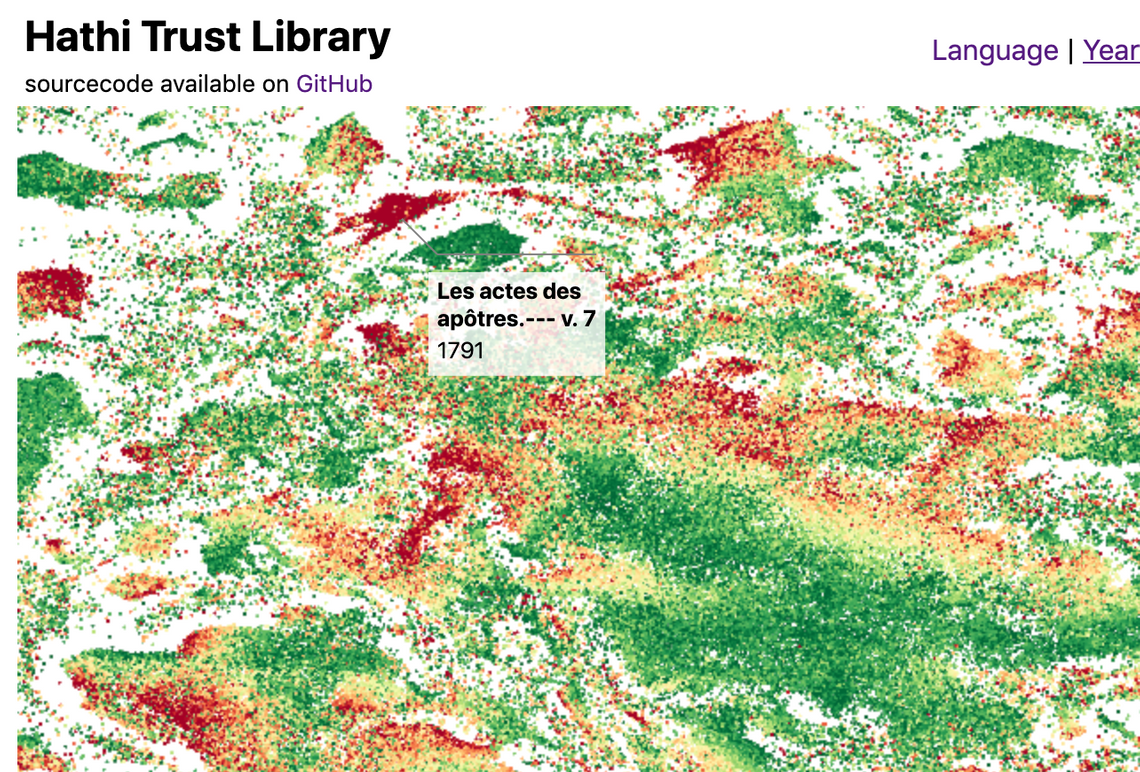 Hathi Trust Library
Language | Year
sourcecode available on GitHub
Les actes des
apôtres.--- v. 7
1791